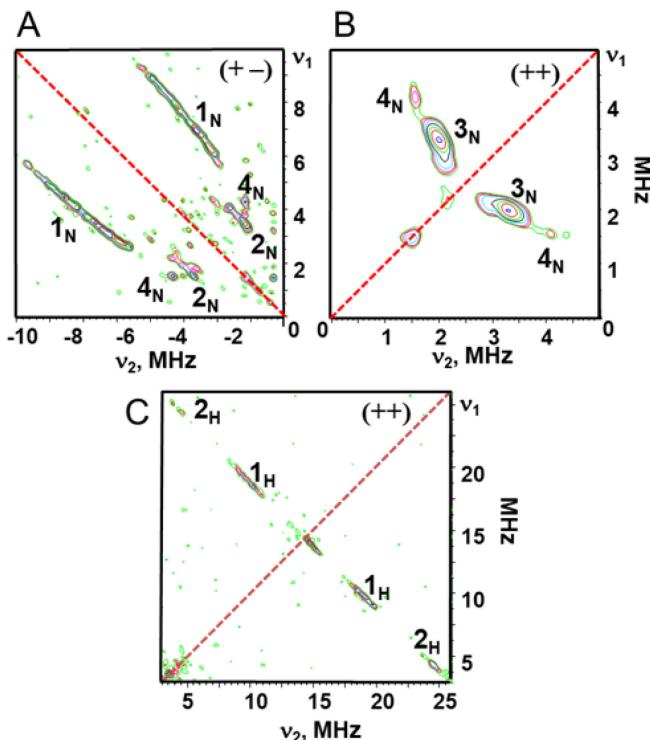 A
(+ −)
ν1
8
6
4
2
0
1N
1N
4N
2N
4N
2N
-10 -8 -6 -4 -2 0
ν2, MHz
B
(++)
ν1
4
3
2
1
0
MHz
4N
3N
3N
4N
0 1 2 3 4
ν2, MHz
C
(++)
ν1
20
15
10
5
MHz
2H
1H
1H
2H
5 10 15 20 25
ν2, MHz